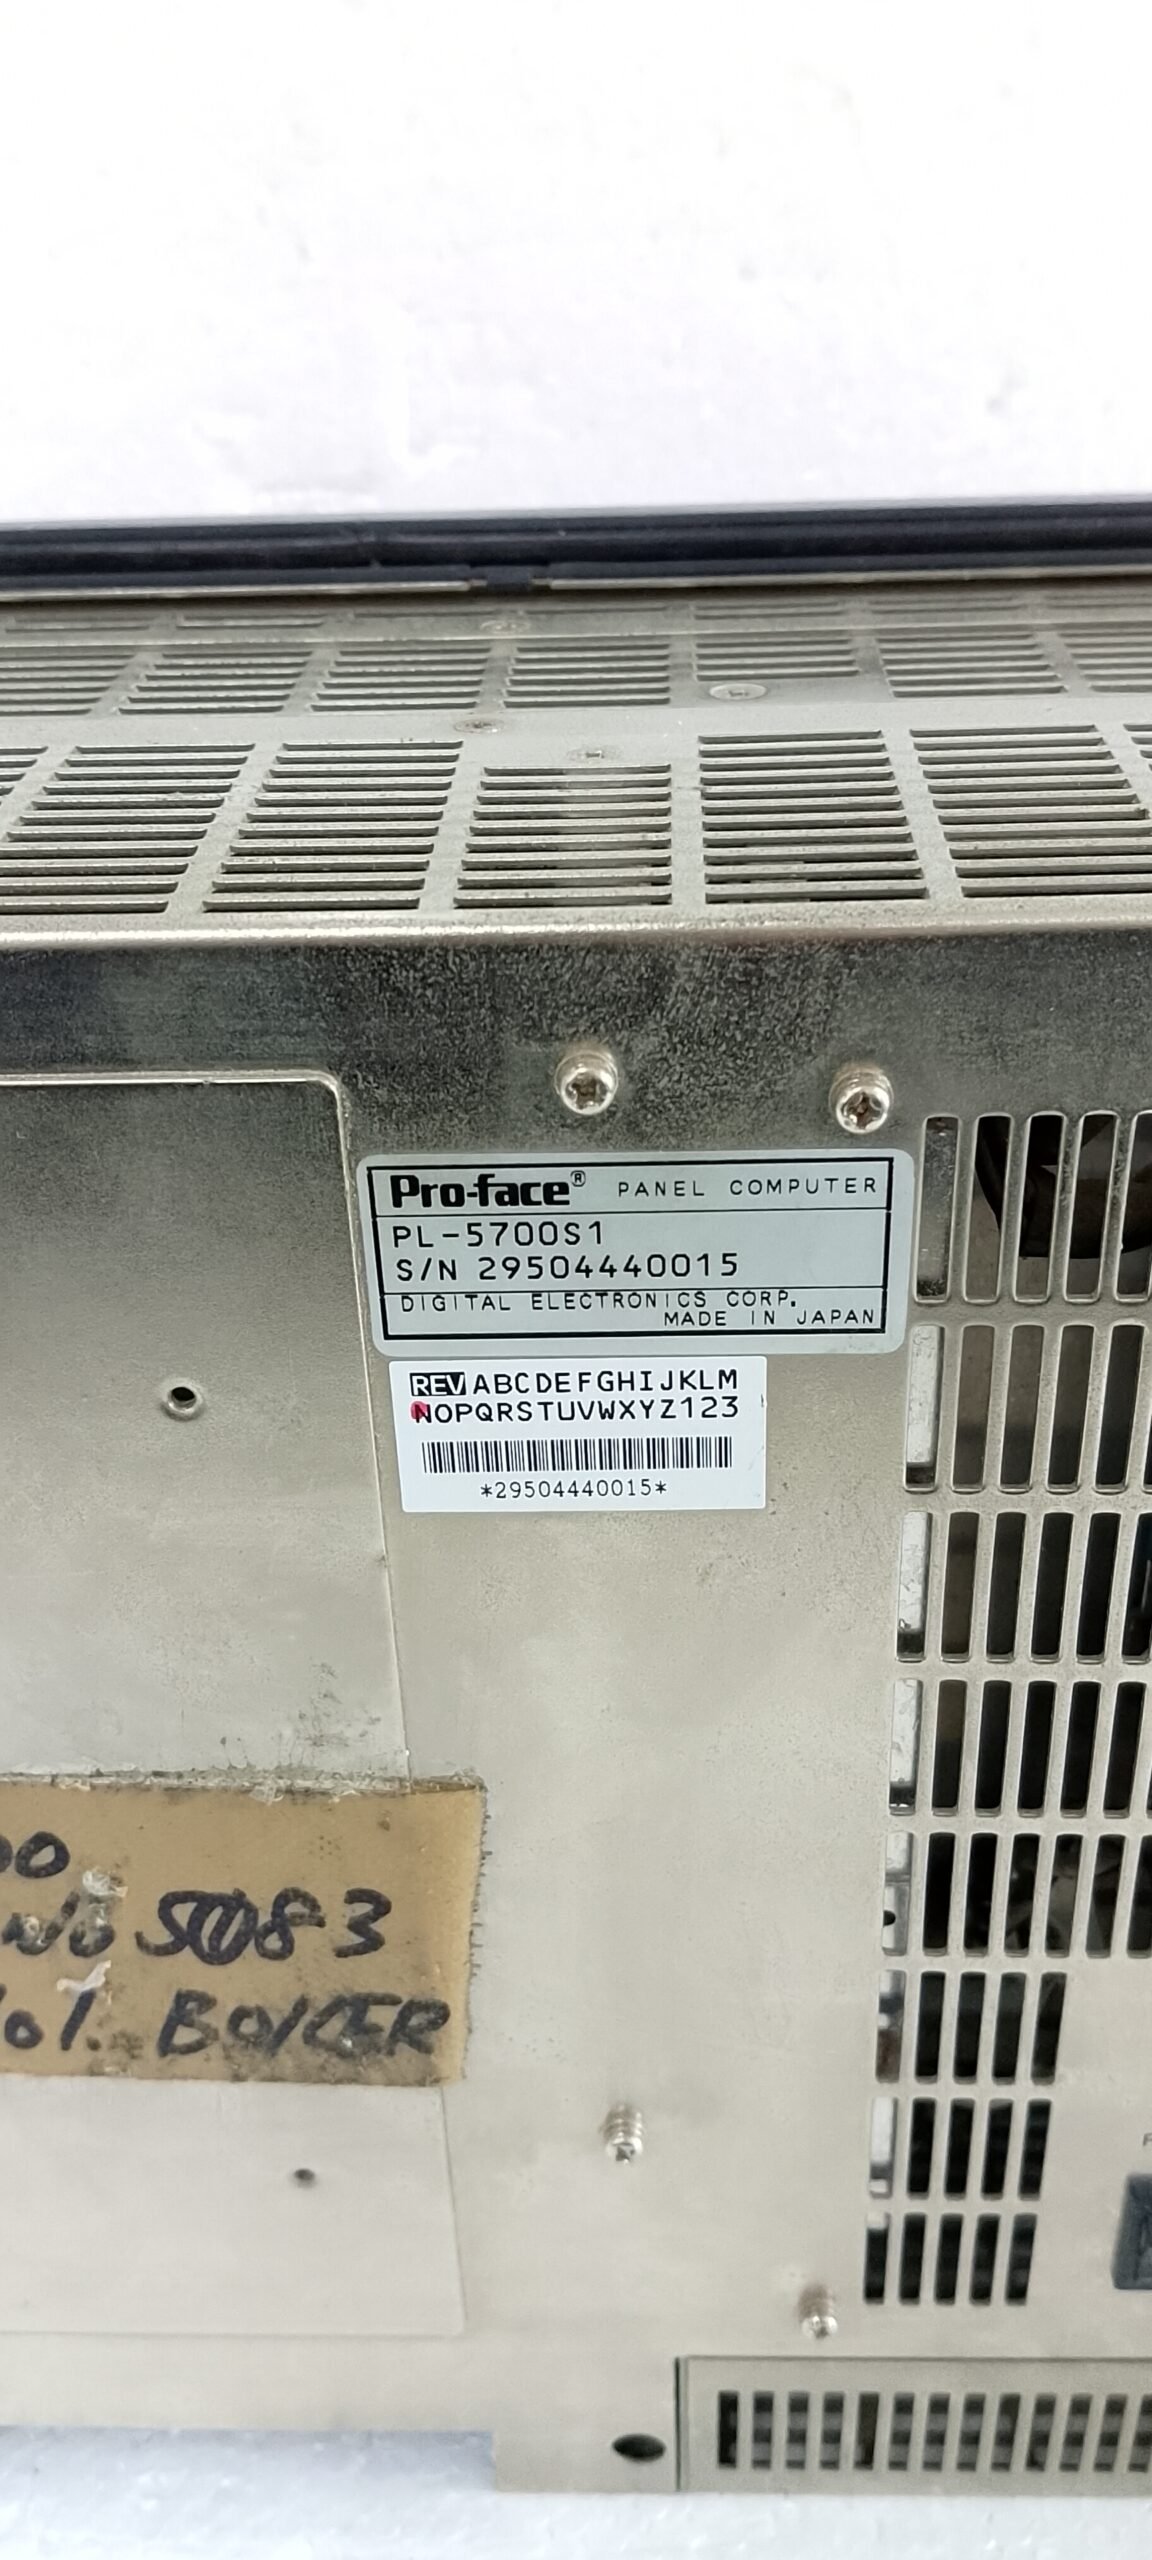 Pro-face® PANEL COMPUTER
PL-5700S1
S/N 29504440015
DIGITAL ELECTRONICS CORP.
MADE IN JAPAN
REV ABCDEFGHIJKLM
NOPQRSTUVWXYZ123
*29504440015*
BOILER